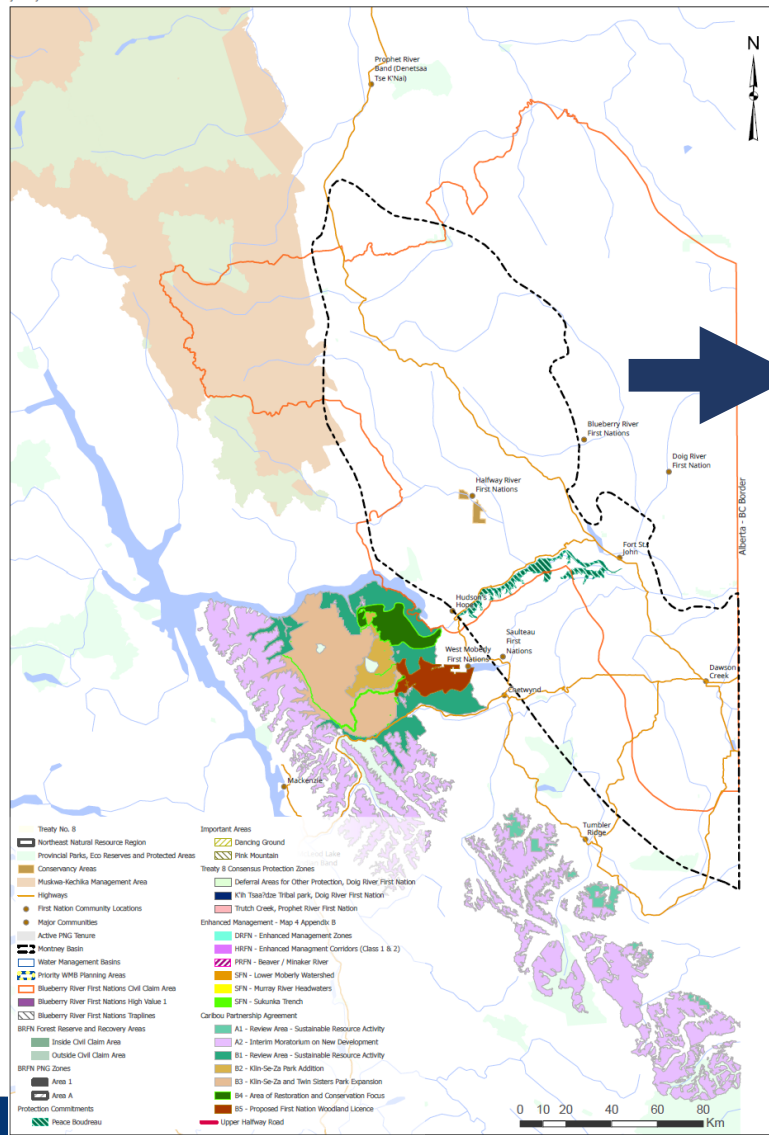 N
Prophet River
Band (Denetsaa
Tse K'Nai)
Blueberry River
First Nations
Doig River
First Nation
Halfway River
First Nations
Alberta - BC Border
Fort St.
John
Hudson's
Hope
Saulteau
First
Nations
West Moberly
First Nations
Chetwynd
Dawson
Creek
Mackenzie
Tumbler
Ridge
Treaty No. 8
Northeast Natural Resource Region
Provincial Parks, Eco Reserves and Protected Areas
Conservancy Areas
Muskwa-Kechika Management Area
Highways
First Nation Community Locations
Major Communities
Active PNG Tenure
Montney Basin
Water Management Basins
Priority WMB Planning Areas
Blueberry River First Nations Civil Claim Area
Blueberry River First Nations High Value 1
Blueberry River First Nations Traplines
BRFN Forest Reserve and Recovery Areas
Inside Civil Claim Area
Outside Civil Claim Area
BRFN PNG Zones
Area 1
Area A
Protection Commitments
Peace Boudreau
Important Areas
Dancing Ground
Pink Mountain
Treaty 8 Consensus Protection Zones
Deferral Areas for Other Protection, Doig River First Nation
K'ih Tsaa?dze Tribal park, Doig River First Nation
Trutch Creek, Prophet River First Nation
Enhanced Management - Map 4 Appendix B
DRFN - Enhanced Management Zones
HRFN - Enhanced Managment Corridors (Class 1 & 2)
PRFN - Beaver / Minaker River
SFN - Lower Moberly Watershed
SFN - Murray River Headwaters
SFN - Sukunka Trench
Caribou Partnership Agreement
A1 - Review Area - Sustainable Resource Activity
A2 - Interim Moratorium on New Development
B1 - Review Area - Sustainable Resource Activity
B2 - Klin-Se-Za Park Addition
B3 - Klin-Se-Za and Twin Sisters Park Expansion
B4 - Area of Restoration and Conservation Focus
B5 - Proposed First Nation Woodland Licence
Upper Halfway Road
0 10 20 40 60 80
Km